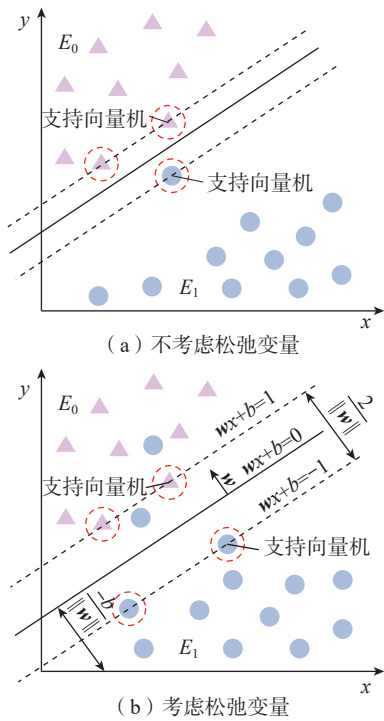 y
E0
支持向量机
支持向量机
E1
x
（a）不考虑松弛变量
y
E0
wx+b=1
2
||w||
wx+b=0
w
支持向量机
wx+b=-1
支持向量机
-b
||w||
E1
x
（b）考虑松弛变量